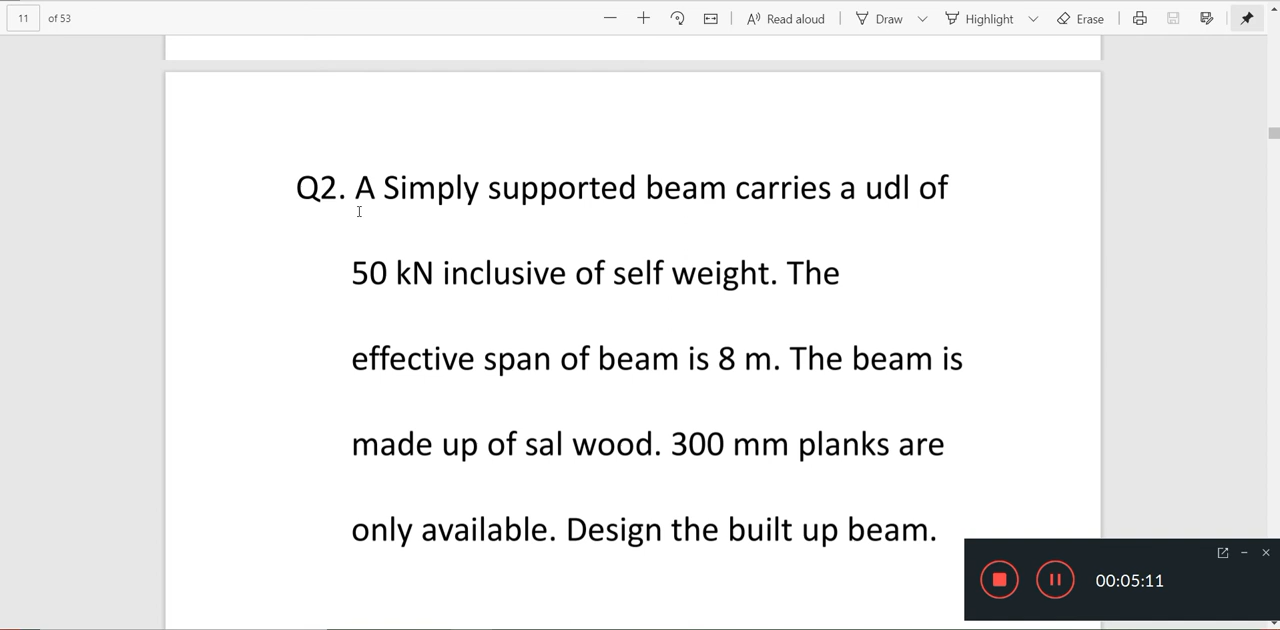 11 of 53 Read aloud Draw Highlight Erase
Q2. A Simply supported beam carries a udl of
50 kN inclusive of self weight. The
effective span of beam is 8 m. The beam is
made up of sal wood. 300 mm planks are
only available. Design the built up beam.
00:05:11